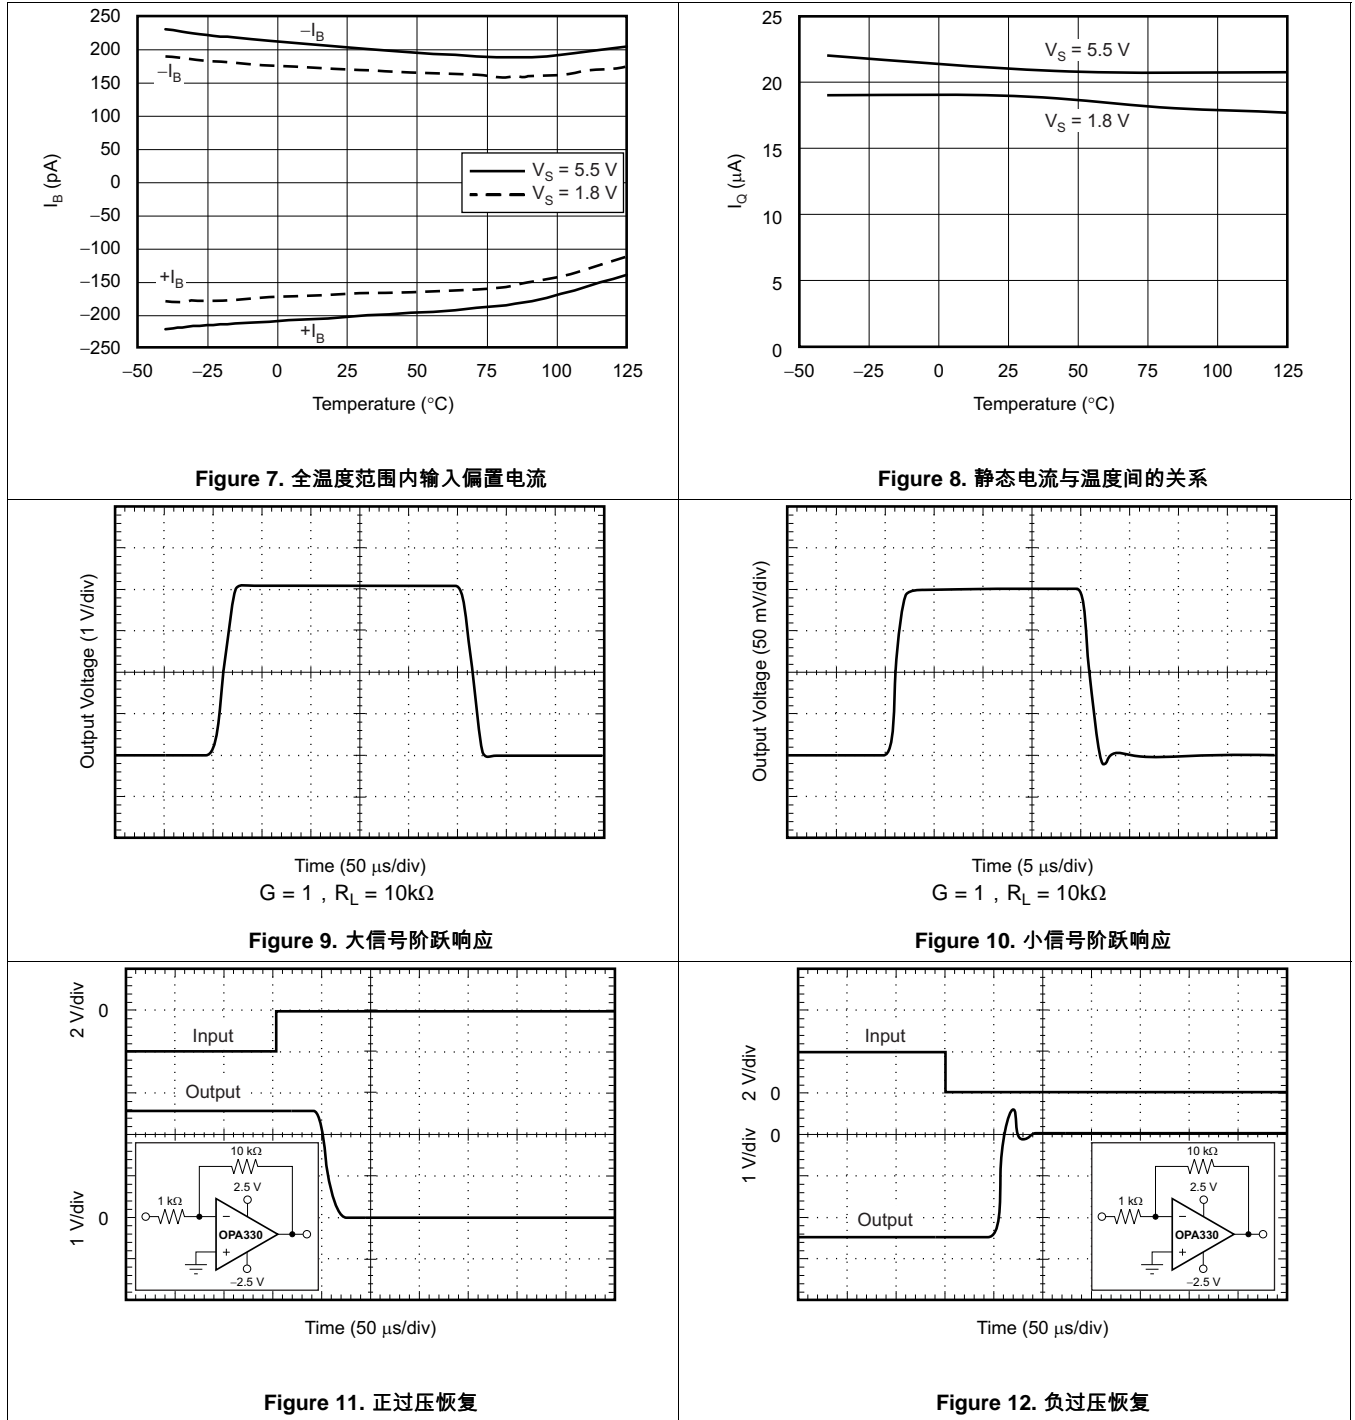 250
200
150
100
50
0
–50
–100
–150
–200
–250
I_B (pA)
–I_B
–I_B
V_S = 5.5 V
V_S = 1.8 V
+I_B
+I_B
–50 –25 0 25 50 75 100 125
Temperature (°C)
Figure 7. 全温度范围内输入偏置电流
25
20
15
10
5
0
I_Q (μA)
V_S = 5.5 V
V_S = 1.8 V
–50 –25 0 25 50 75 100 125
Temperature (°C)
Figure 8. 静态电流与温度间的关系
Output Voltage (1 V/div)
Time (50 μs/div)
G = 1 , R_L = 10kΩ
Figure 9. 大信号阶跃响应
Output Voltage (50 mV/div)
Time (5 μs/div)
G = 1 , R_L = 10kΩ
Figure 10. 小信号阶跃响应
2 V/div
0
Input
Output
1 V/div
0
10 kΩ
1 kΩ
2.5 V
–
OPA330
+
–2.5 V
Time (50 μs/div)
Figure 11. 正过压恢复
Input
2 V/div
0
0
1 V/div
Output
10 kΩ
1 kΩ
2.5 V
–
OPA330
+
–2.5 V
Time (50 μs/div)
Figure 12. 负过压恢复